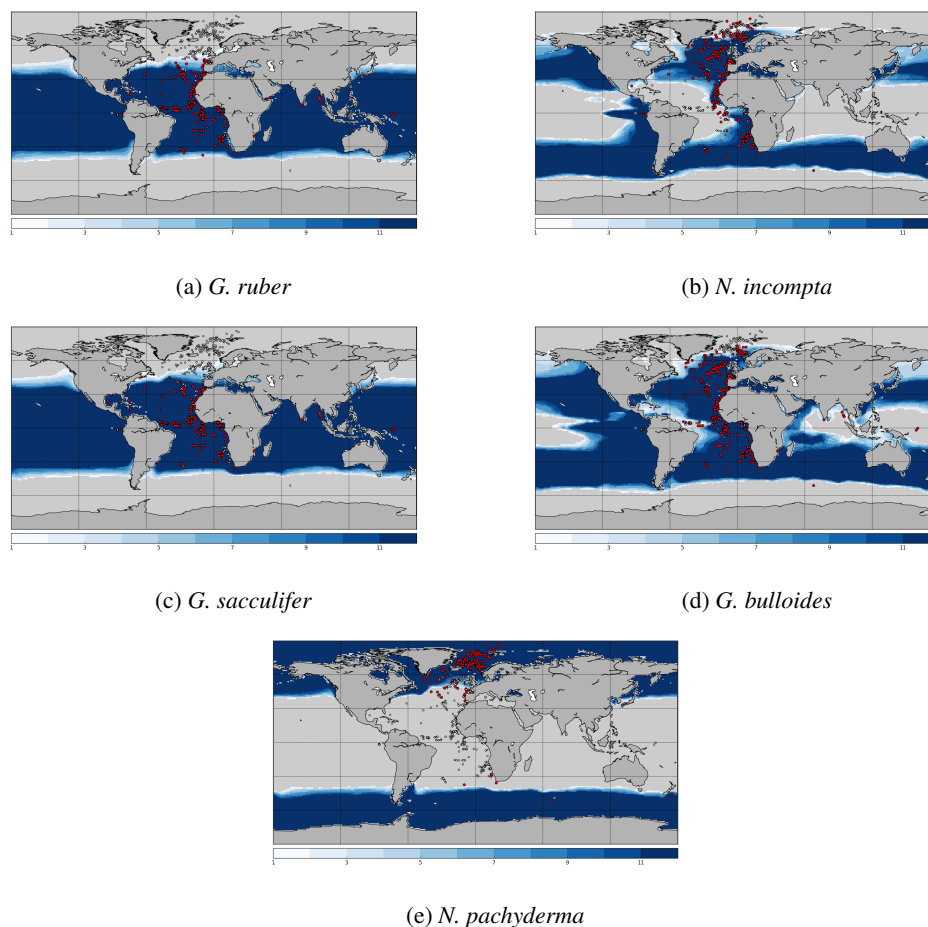 1 3 5 7 9 11
1 3 5 7 9 11
(a) G. ruber
(b) N. incompta
1 3 5 7 9 11
1 3 5 7 9 11
(c) G. sacculifer
(d) G. bulloides
1 3 5 7 9 11
(e) N. pachyderma